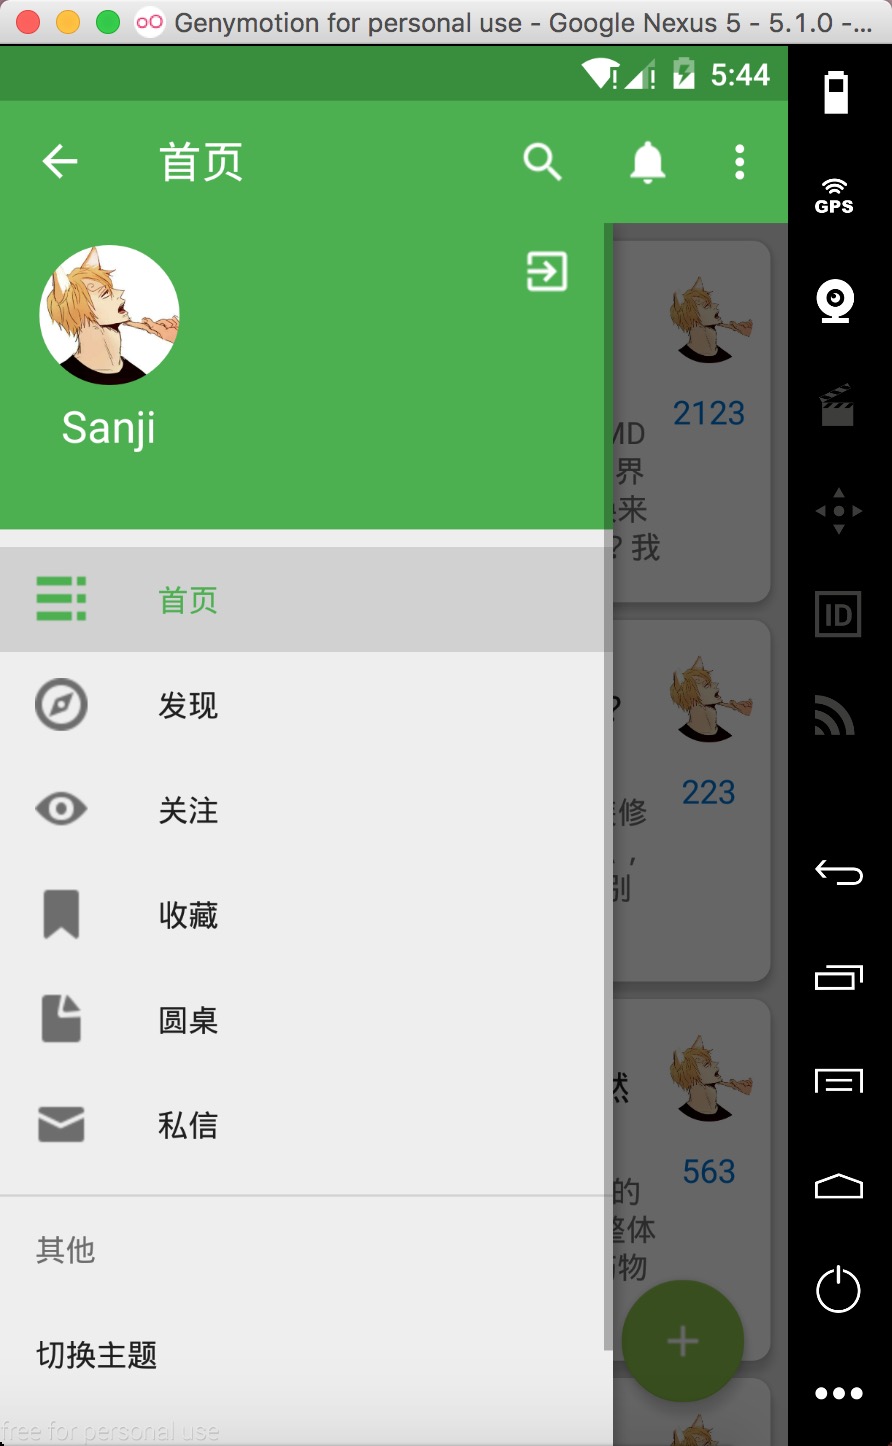 Genymotion for personal use - Google Nexus 5 - 5.1.0 -...
5:44
首页
GPS
Sanji
2123
MD
界
来
？我
首页
ID
发现
？
223
关注
修
，
别
收藏
圆桌
然
私信
563
的
整体
物
其他
切换主题
free for personal use